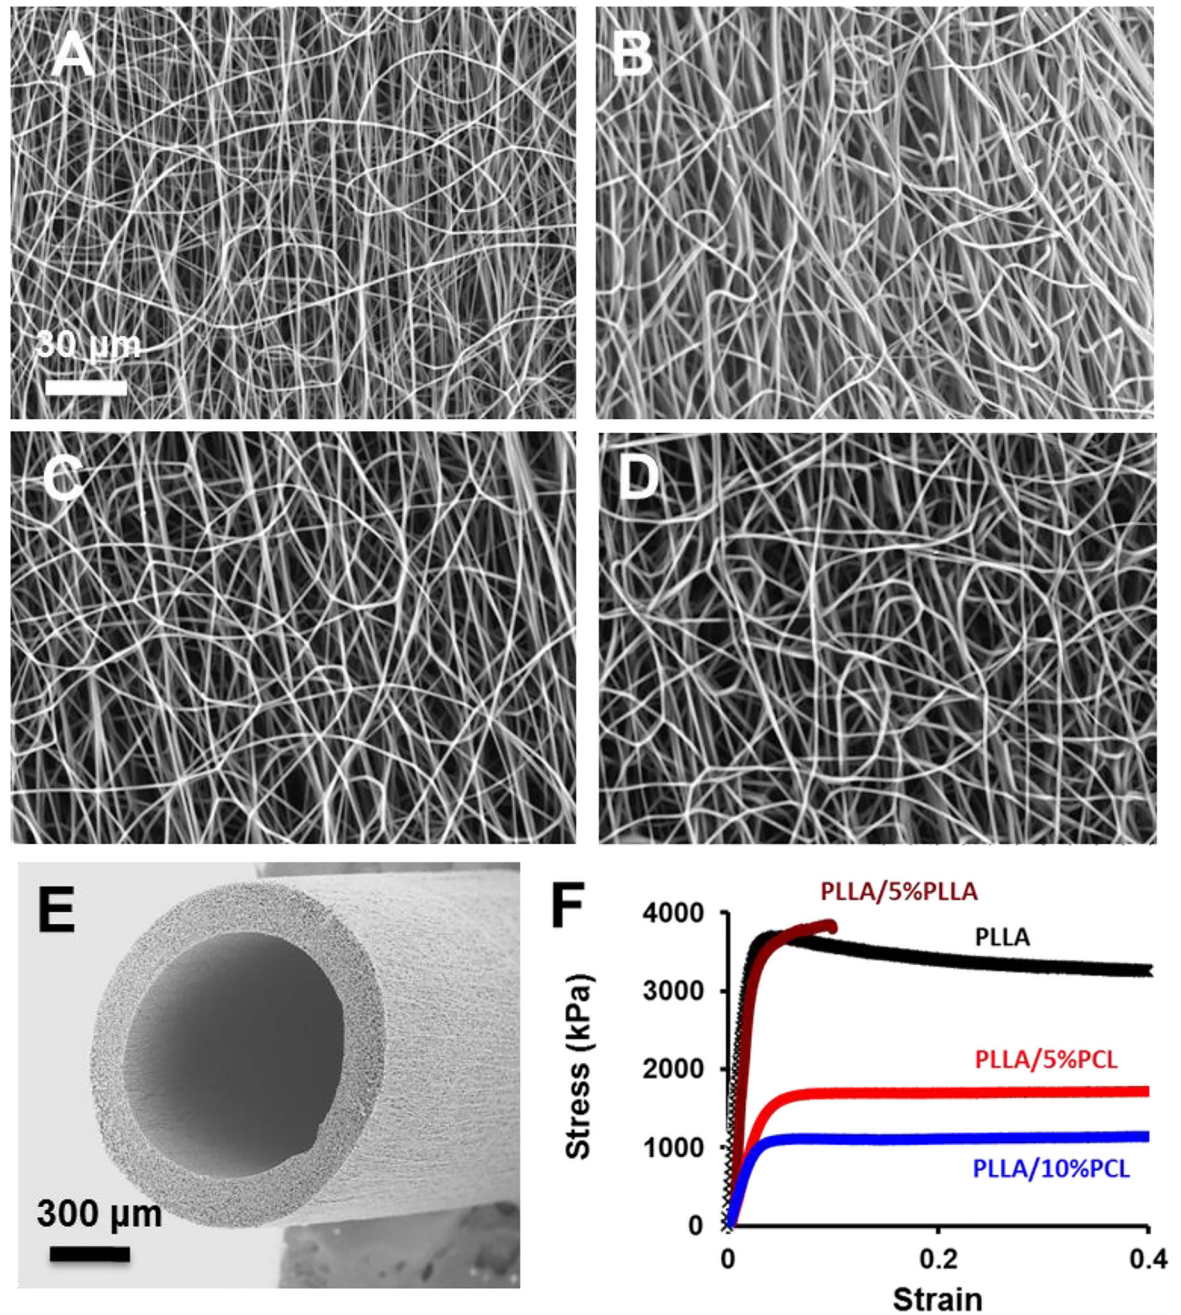 A
B
30 µm
C
D
E
300 µm
F
PLLA/5%PLLA
4000
PLLA
3000
PLLA/5%PCL
2000
1000
PLLA/10%PCL
0
0
0.2
0.4
Stress (kPa)
Strain